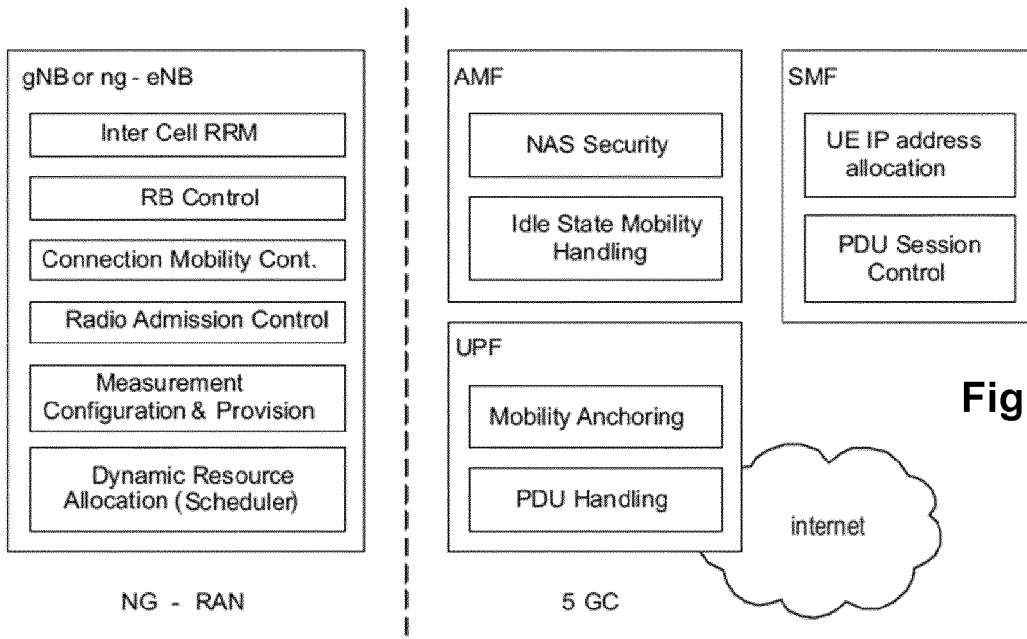 gNB or ng - eNB
Inter Cell RRM
RB Control
Connection Mobility Cont.
Radio Admission Control
Measurement
Configuration & Provision
Dynamic Resource
Allocation (Scheduler)
NG - RAN
AMF
NAS Security
Idle State Mobility
Handling
UPF
Mobility Anchoring
PDU Handling
5 GC
SMF
UE IP address
allocation
PDU Session
Control
internet
Fig